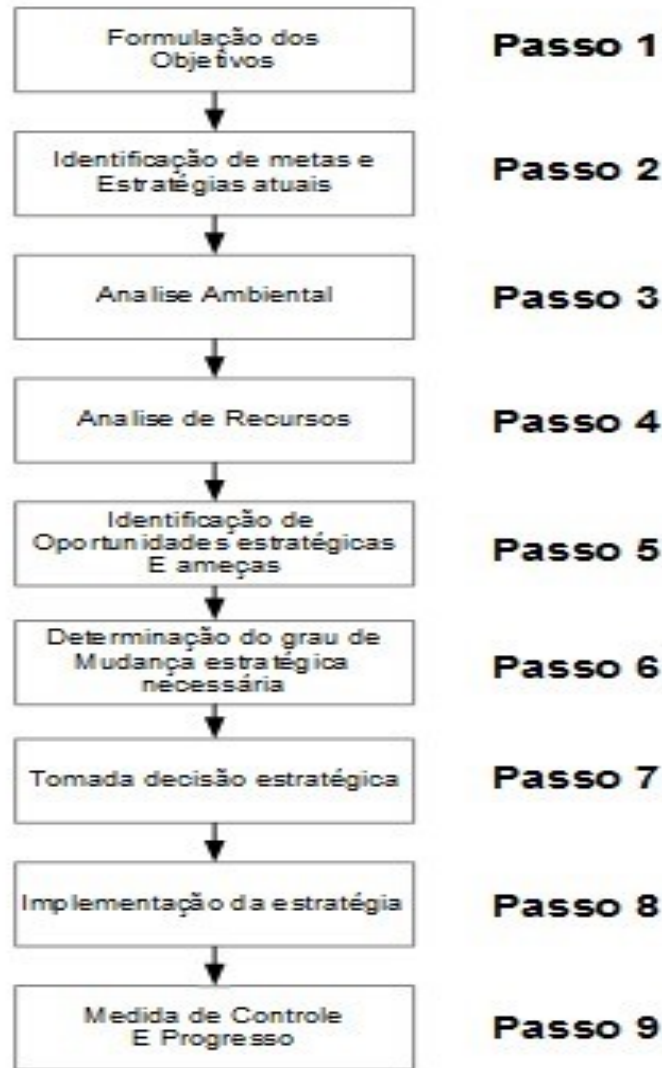 Formulação dos
Objetivos
Passo 1
Identificação de metas e
Estratégias atuais
Passo 2
Analise Ambiental
Passo 3
Analise de Recursos
Passo 4
Identificação de
Oportunidades estratégicas
E ameças
Passo 5
Determinação do grau de
Mudança estratégica
necessária
Passo 6
Tomada decisão estratégica
Passo 7
Implementação da estratégia
Passo 8
Medida de Controle
E Progresso
Passo 9